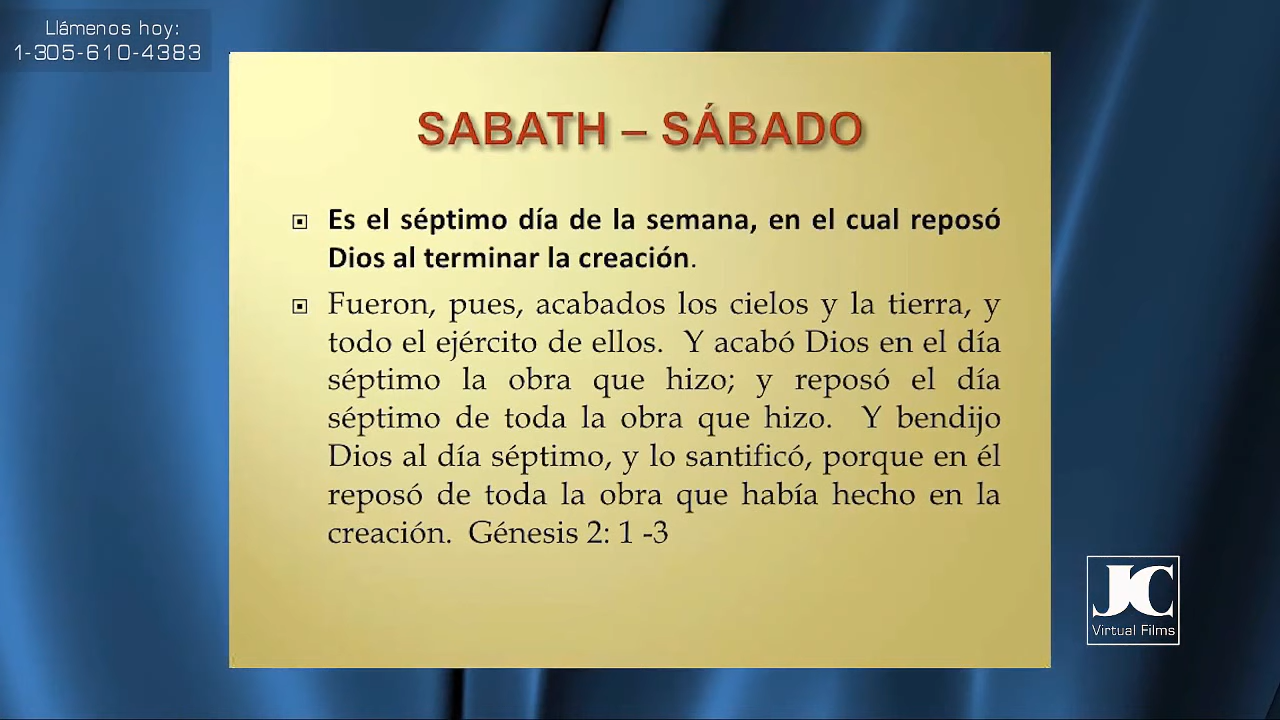 Llámenos hoy:
1-305-610-4383
SABATH – SÁBADO
Es el séptimo día de la semana, en el cual reposó
Dios al terminar la creación.
Fueron, pues, acabados los cielos y la tierra, y
todo el ejército de ellos. Y acabó Dios en el día
séptimo la obra que hizo; y reposó el día
séptimo de toda la obra que hizo. Y bendijo
Dios al día séptimo, y lo santificó, porque en él
reposó de toda la obra que había hecho en la
creación. Génesis 2: 1 -3
JC
Virtual Films